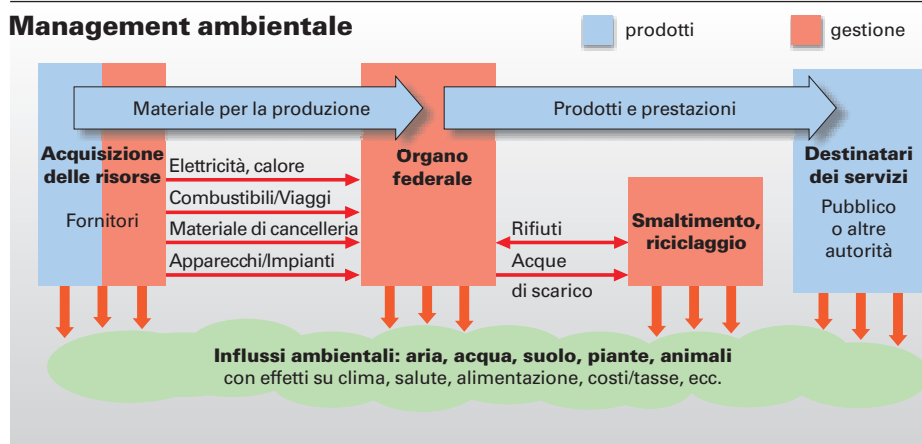 Management ambientale
prodotti
gestione
Materiale per la produzione
Prodotti e prestazioni
Acquisizione
delle risorse
Fornitori
Elettricità, calore
Combustibili/Viaggi
Materiale di cancelleria
Apparecchi/Impianti
Organo
federale
Rifiuti
Acque
di scarico
Smaltimento,
riciclaggio
Destinatari
dei servizi
Pubblico
o altre
autorità
Influssi ambientali: aria, acqua, suolo, piante, animali
con effetti su clima, salute, alimentazione, costi/tasse, ecc.